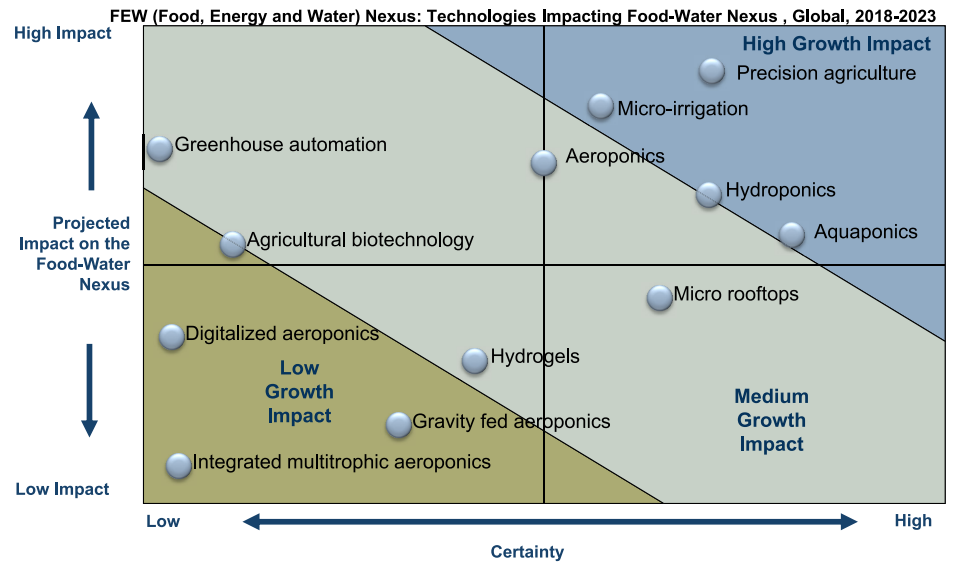 FEW (Food, Energy and Water) Nexus: Technologies Impacting Food-Water Nexus , Global, 2018-2023
High Impact
High Growth Impact
Precision agriculture
Micro-irrigation
Greenhouse automation
Aeroponics
Hydroponics
Projected
Impact on the
Food-Water
Nexus
Aquaponics
Agricultural biotechnology
Micro rooftops
Digitalized aeroponics
Hydrogels
Low
Growth
Impact
Medium
Growth
Impact
Gravity fed aeroponics
Integrated multitrophic aeroponics
Low Impact
Low
High
Certainty